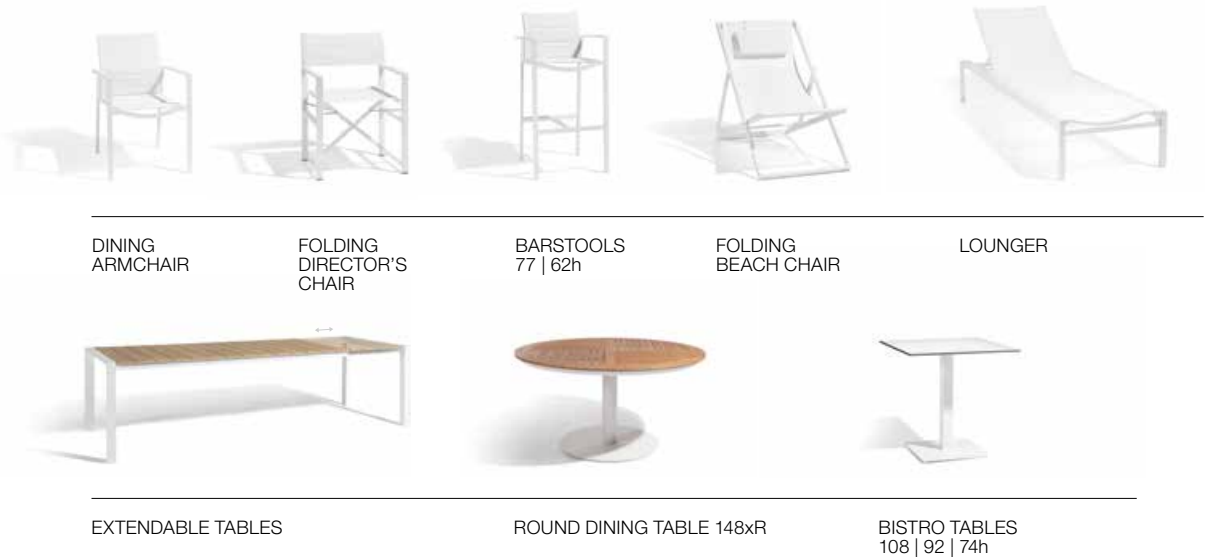 DINING
ARMCHAIR
FOLDING
DIRECTOR'S
CHAIR
BARSTOOLS
77 | 62h
FOLDING
BEACH CHAIR
LOUNGER
EXTENDABLE TABLES
ROUND DINING TABLE 148xR
BISTRO TABLES
108 | 92 | 74h